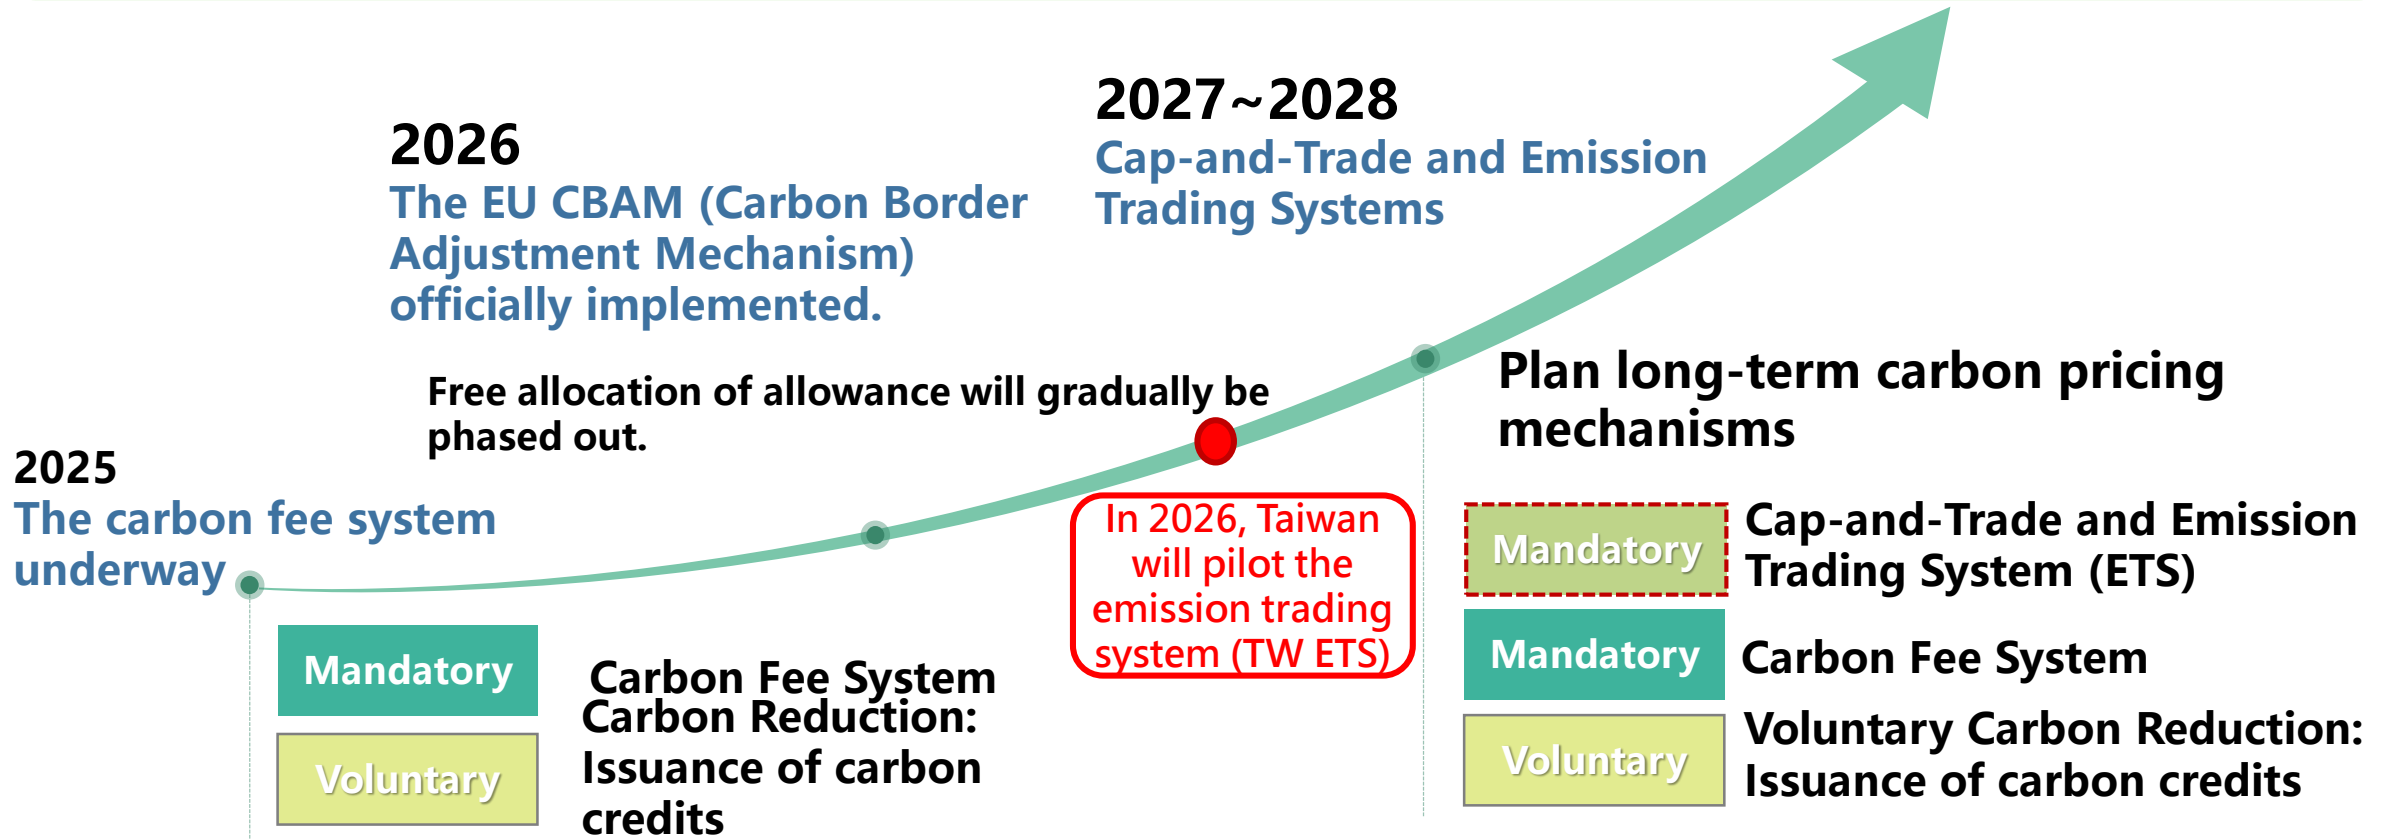 2027~2028
Cap-and-Trade and Emission
Trading Systems
2026
The EU CBAM (Carbon Border
Adjustment Mechanism)
officially implemented.
Free allocation of allowance will gradually be
phased out.
2025
The carbon fee system
underway
Mandatory
Carbon Fee System
Voluntary
Carbon Reduction:
Issuance of carbon
credits
In 2026, Taiwan
will pilot the
emission trading
system (TW ETS)
Plan long-term carbon pricing
mechanisms
Mandatory
Cap-and-Trade and Emission
Trading System (ETS)
Mandatory
Carbon Fee System
Voluntary
Voluntary Carbon Reduction:
Issuance of carbon credits